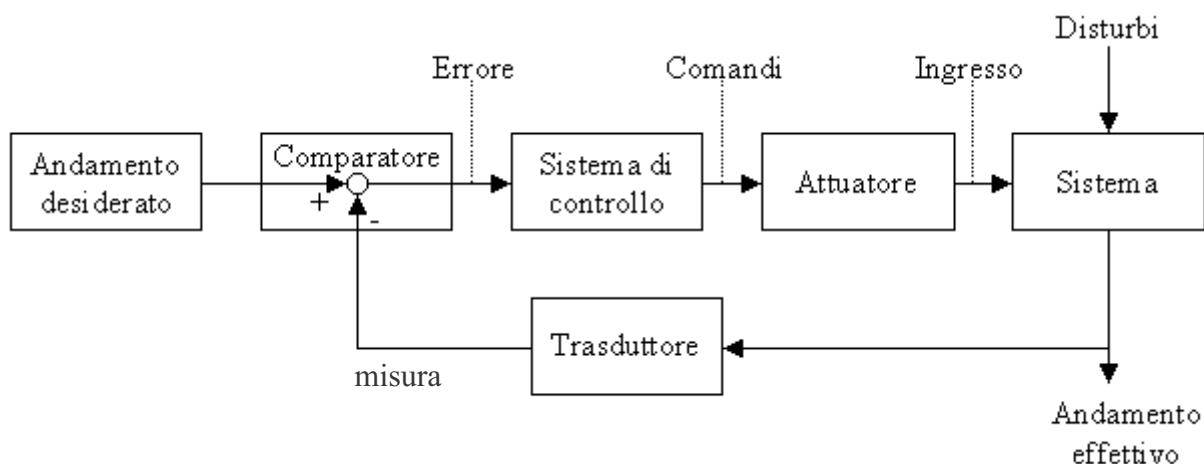 Disturbi
Errore
Comandi
Ingresso
Andamento
desiderato
Comparatore
+
-
Sistema di
controllo
Attuatore
Sistema
Trasduttore
misura
Andamento
effettivo